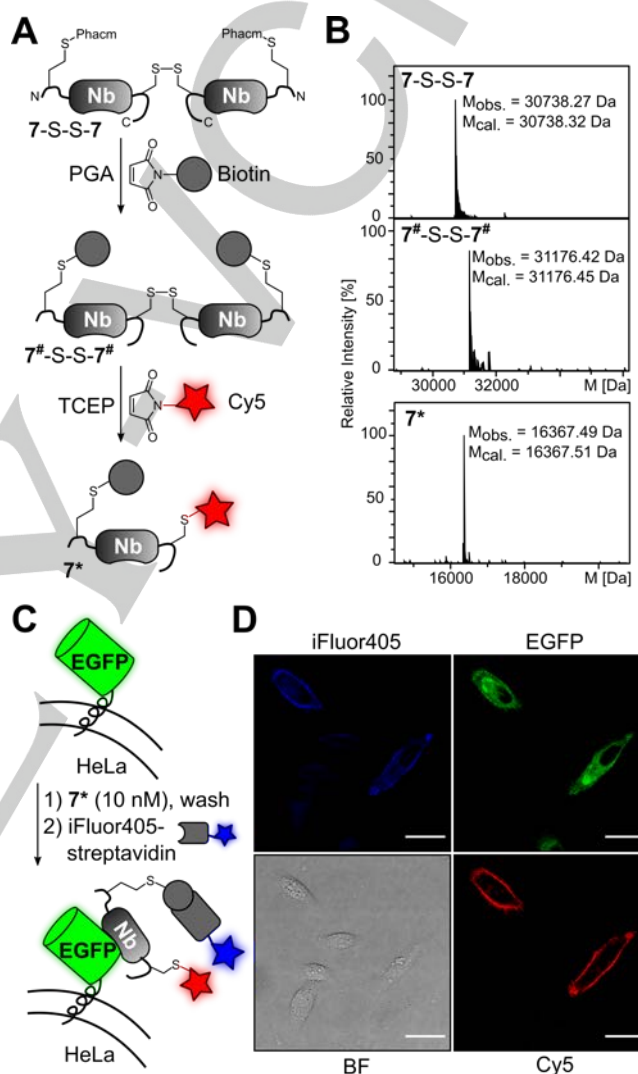 A
S-Phacm
Phacm-S
S-S
Nb
Nb
N
C
C
N
7-S-S-7
PGA
O
N
O
Biotin
S
S
S-S
Nb
Nb
7#-S-S-7#
TCEP
O
N
O
Cy5
S
S
Nb
7*
B
7-S-S-7
Mobs. = 30738.27 Da
Mcal. = 30738.32 Da
100
50
0
7#-S-S-7#
Mobs. = 31176.42 Da
Mcal. = 31176.45 Da
100
50
0
30000 32000 M [Da]
Relative Intensity [%]
7*
Mobs. = 16367.49 Da
Mcal. = 16367.51 Da
100
50
0
16000 18000 M [Da]
C
EGFP
HeLa
1) 7* (10 nM), wash
2) iFluor405-
streptavidin
S
EGFP
Nb
S
HeLa
D
iFluor405 EGFP
BF Cy5